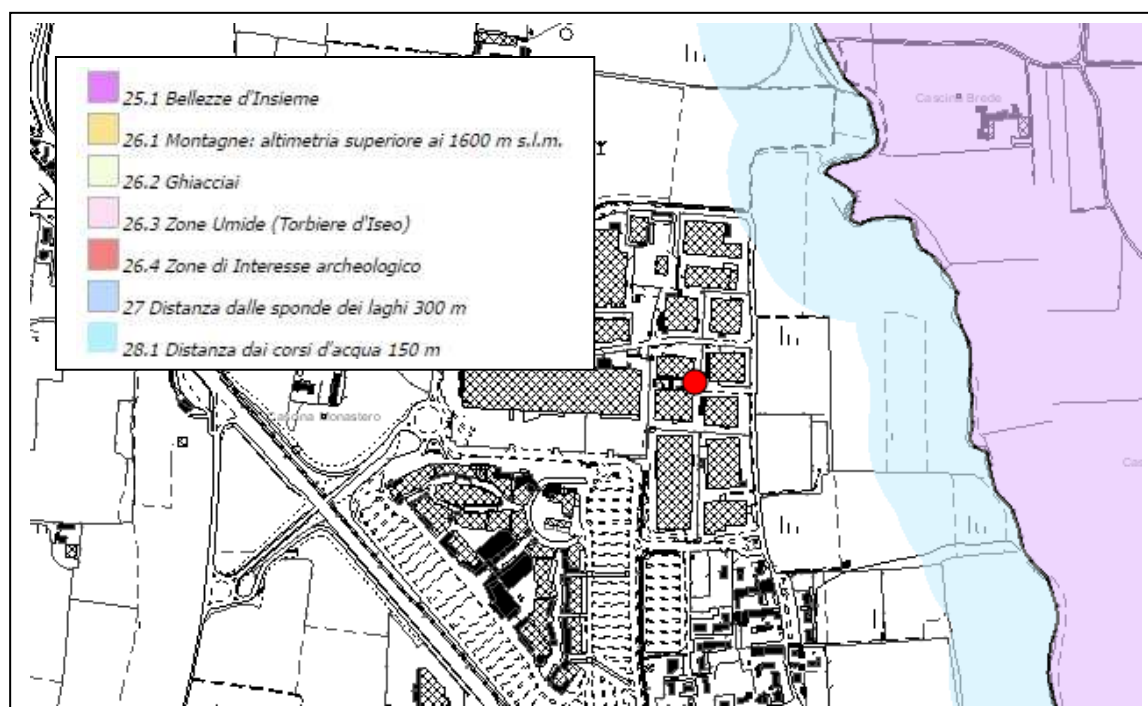 25.1 Bellezze d'Insieme
26.1 Montagne: altimetria superiore ai 1600 m s.l.m.
26.2 Ghiacciai
26.3 Zone Umide (Torbiere d'Iseo)
26.4 Zone di Interesse archeologico
27 Distanza dalle sponde dei laghi 300 m
28.1 Distanza dai corsi d'acqua 150 m
Cascina Brede
Cascina Monastero